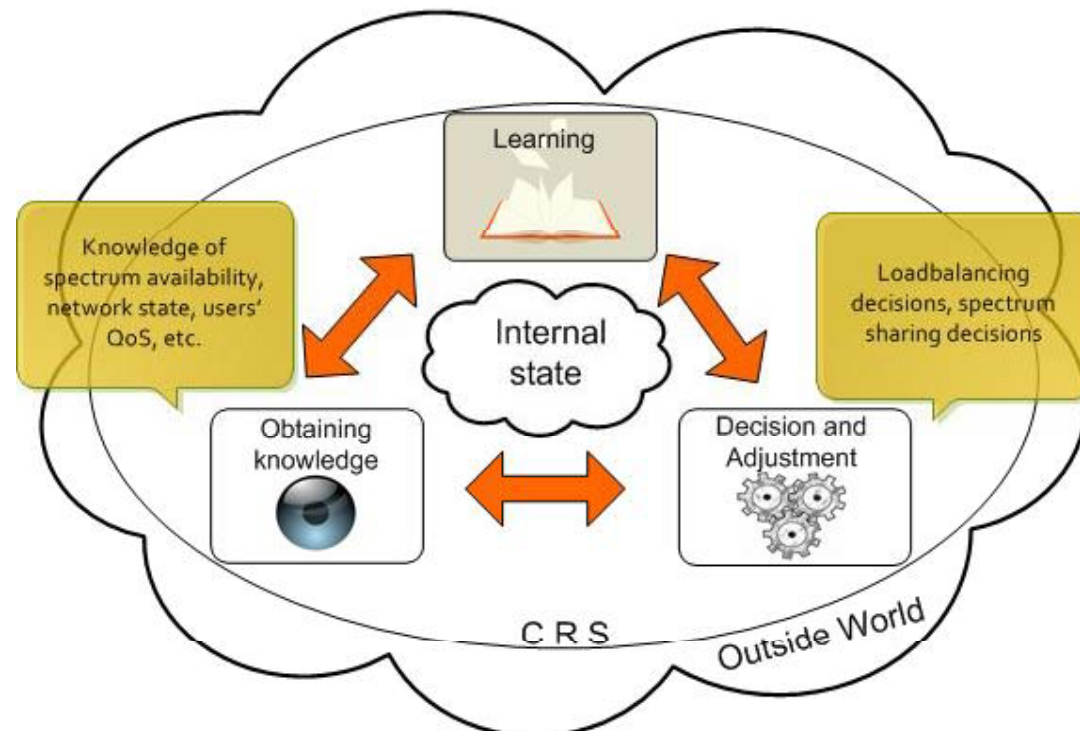 Learning
Knowledge of
spectrum availability,
network state, users‘
QoS, etc.
Loadbalancing
decisions, spectrum
sharing decisions
Internal
state
Obtaining
knowledge
Decision and
Adjustment
C R S
Outside World